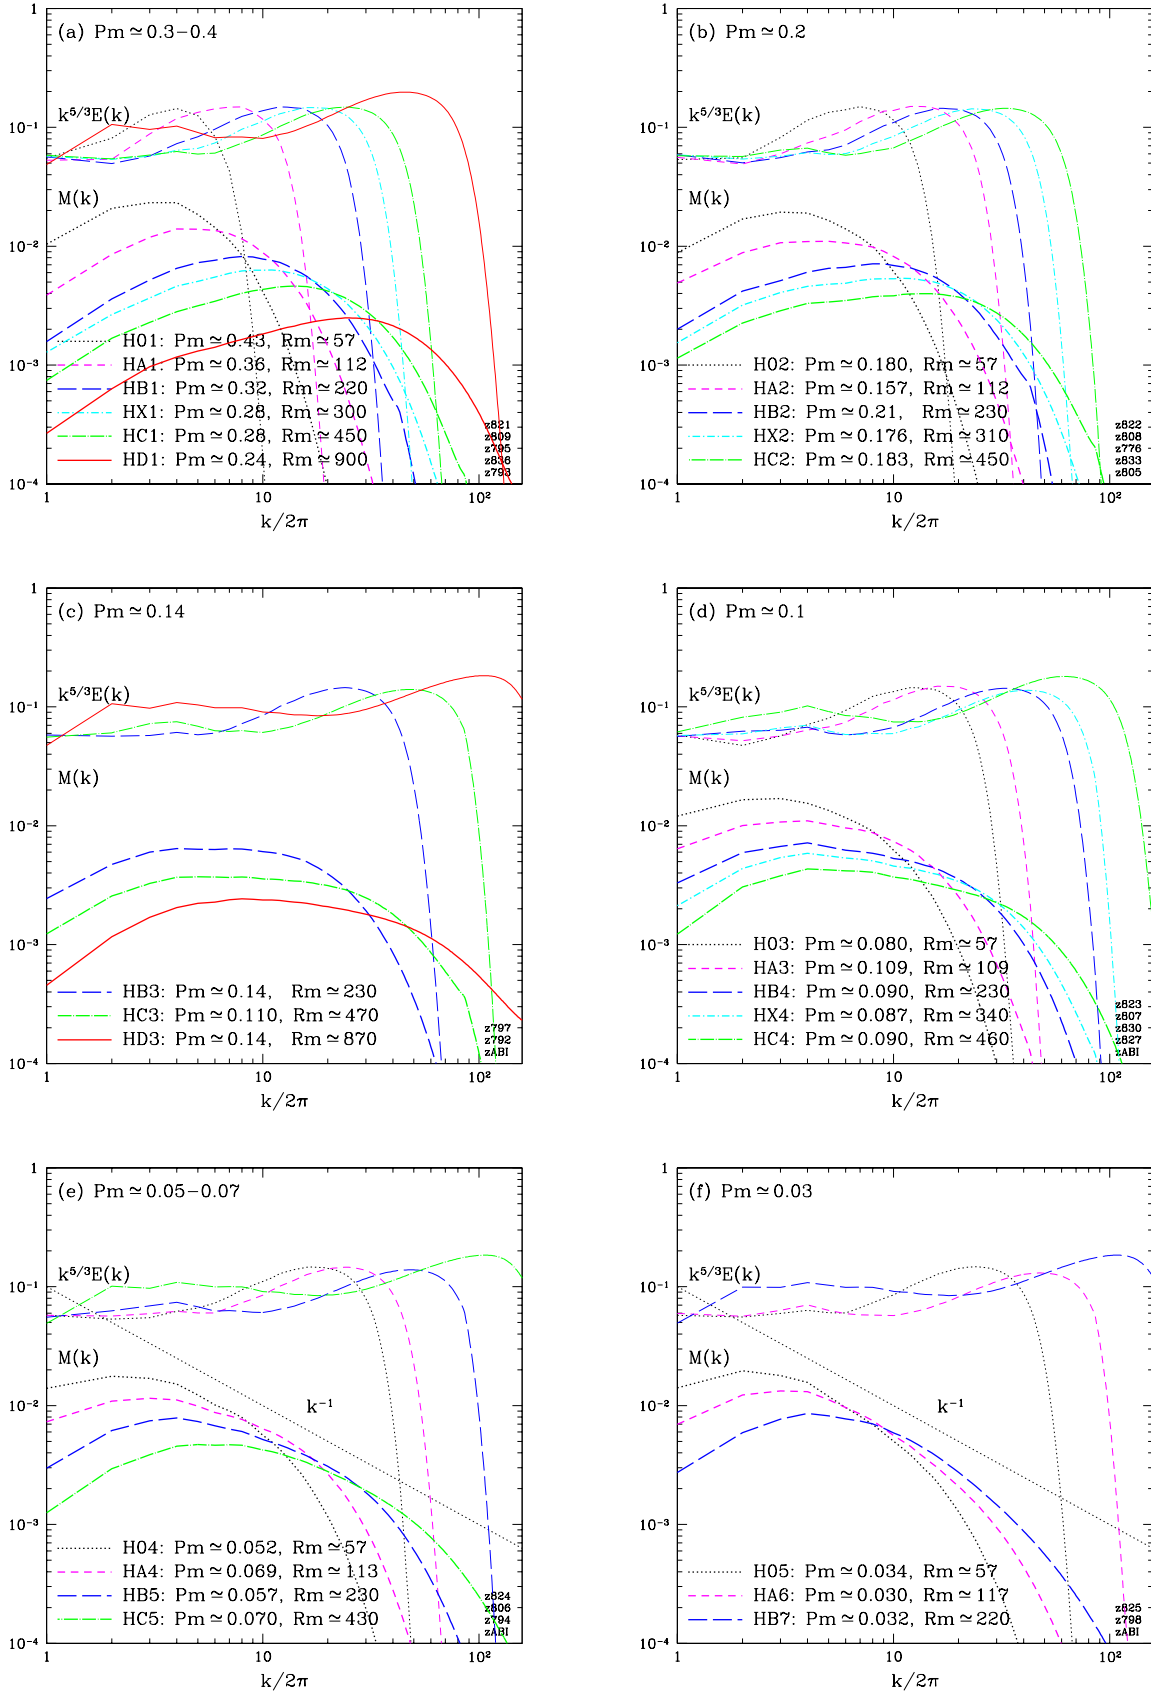 (a) Pm ≃ 0.3−0.4
k^5/3E(k)
M(k)
H01: Pm≃0.43, Rm≃57
HA1: Pm≃0.36, Rm≃112
HB1: Pm≃0.32, Rm≃220
HX1: Pm≃0.28, Rm≃300
HC1: Pm≃0.28, Rm≃450
HD1: Pm≃0.24, Rm≃900
z821
z809
z795
z836
z793
1
10⁻¹
10⁻²
10⁻³
10⁻⁴
1 10 10²
k/2π
(b) Pm ≃ 0.2
k^5/3E(k)
M(k)
H02: Pm≃0.180, Rm≃57
HA2: Pm≃0.157, Rm≃112
HB2: Pm≃0.21, Rm≃230
HX2: Pm≃0.176, Rm≃310
HC2: Pm≃0.183, Rm≃450
z822
z808
z776
z833
z805
10⁻¹
10⁻²
10⁻³
10⁻⁴
1 10 10²
k/2π
(c) Pm ≃ 0.14
k^5/3E(k)
M(k)
HB3: Pm≃0.14, Rm≃230
HC3: Pm≃0.110, Rm≃470
HD3: Pm≃0.14, Rm≃870
z797
z792
zABI
1
10⁻¹
10⁻²
10⁻³
10⁻⁴
1 10 10²
k/2π
(d) Pm ≃ 0.1
k^5/3E(k)
M(k)
H03: Pm≃0.080, Rm≃57
HA3: Pm≃0.109, Rm≃109
HB4: Pm≃0.090, Rm≃230
HX4: Pm≃0.087, Rm≃340
HC4: Pm≃0.090, Rm≃460
z823
z807
z830
z827
zABI
1
10⁻¹
10⁻²
10⁻³
10⁻⁴
1 10 10²
k/2π
(e) Pm ≃ 0.05−0.07
k^5/3E(k)
M(k)
k⁻¹
H04: Pm≃0.052, Rm≃57
HA4: Pm≃0.069, Rm≃113
HB5: Pm≃0.057, Rm≃230
HC5: Pm≃0.070, Rm≃430
z824
z806
z794
zABI
1
10⁻¹
10⁻²
10⁻³
10⁻⁴
1 10 10²
k/2π
(f) Pm ≃ 0.03
k^5/3E(k)
M(k)
k⁻¹
H05: Pm≃0.034, Rm≃57
HA6: Pm≃0.030, Rm≃117
HB7: Pm≃0.032, Rm≃220
z825
z798
zABI
1
10⁻¹
10⁻²
10⁻³
10⁻⁴
1 10 10²
k/2π